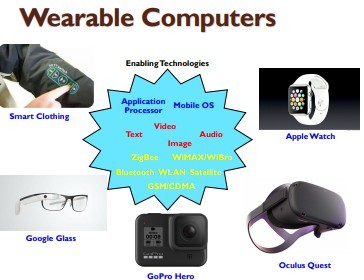 Wearable Computers
Enabling Technologies
Application
Processor
Mobile OS
Video
Text
Audio
Image
ZigBee
WiMAX/WiBro
Bluetooth WLAN Satellite
GSM/CDMA
Smart Clothing
Apple Watch
Google Glass
GoPro Hero
Oculus Quest